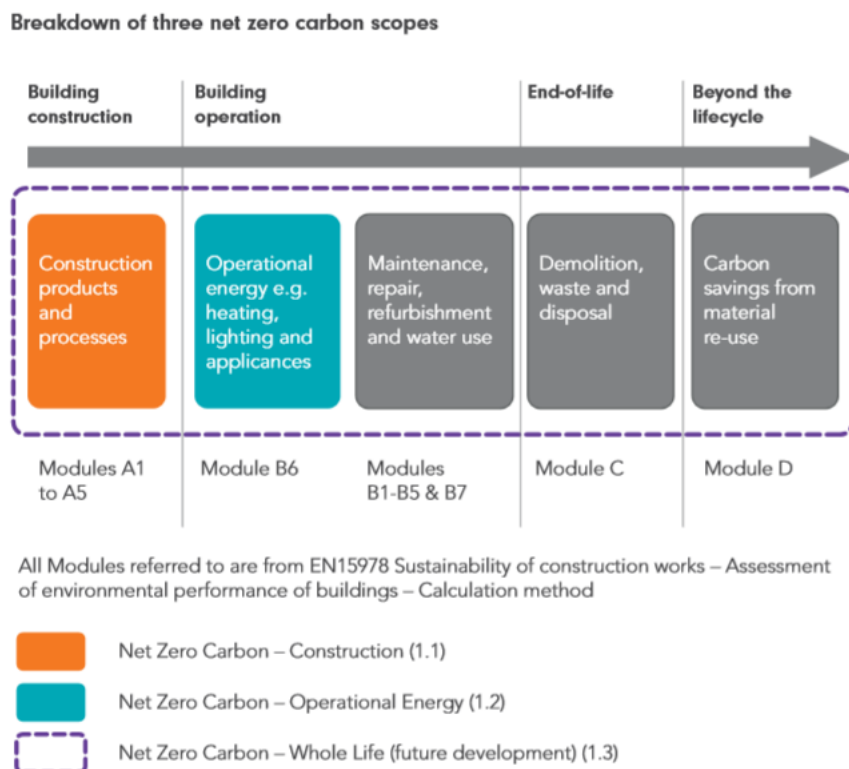 Breakdown of three net zero carbon scopes
Building
construction
Building
operation
End-of-life
Beyond the
lifecycle
Construction
products
and
processes
Operational
energy e.g.
heating,
lighting and
applicances
Maintenance,
repair,
refurbishment
and water use
Demolition,
waste and
disposal
Carbon
savings from
material
re-use
Modules A1
to A5
Module B6
Modules
B1-B5 & B7
Module C
Module D
All Modules referred to are from EN15978 Sustainability of construction works – Assessment
of environmental performance of buildings – Calculation method
Net Zero Carbon – Construction (1.1)
Net Zero Carbon – Operational Energy (1.2)
Net Zero Carbon – Whole Life (future development) (1.3)